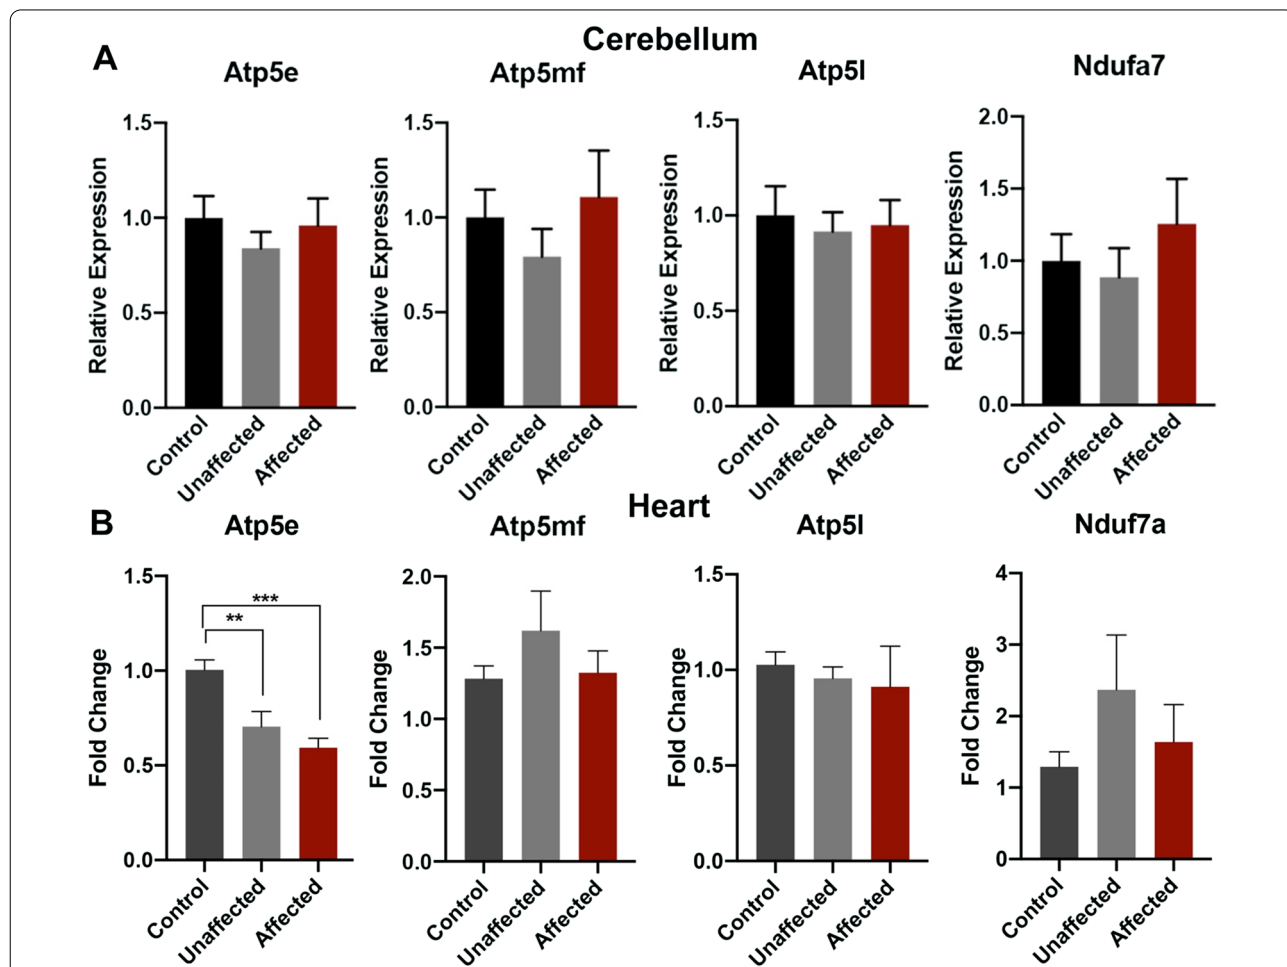 A
Cerebellum
Atp5e
Atp5mf
Atp5l
Ndufa7
Relative Expression
1.5
1.0
0.5
0.0
Control
Unaffected
Affected
Relative Expression
1.5
1.0
0.5
0.0
Control
Unaffected
Affected
Relative Expression
1.5
1.0
0.5
0.0
Control
Unaffected
Affected
Relative Expression
2.0
1.5
1.0
0.5
0.0
Control
Unaffected
Affected
B
Heart
Atp5e
Atp5mf
Atp5l
Nduf7a
Fold Change
1.5
1.0
0.5
0.0
***
**
Control
Unaffected
Affected
Fold Change
2.0
1.5
1.0
0.5
0.0
Control
Unaffected
Affected
Fold Change
1.5
1.0
0.5
0.0
Control
Unaffected
Affected
Fold Change
4
3
2
1
0
Control
Unaffected
Affected